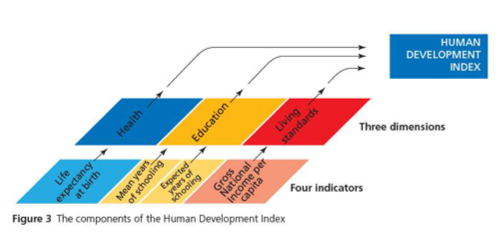 HUMAN
DEVELOPMENT
INDEX
Health
Education
Living
standards
Three dimensions
Life
expectancy
at birth
Mean years
of schooling
Expected
years of
schooling
Gross
National
Income per
capita
Four indicators
Figure 3 The components of the Human Development Index